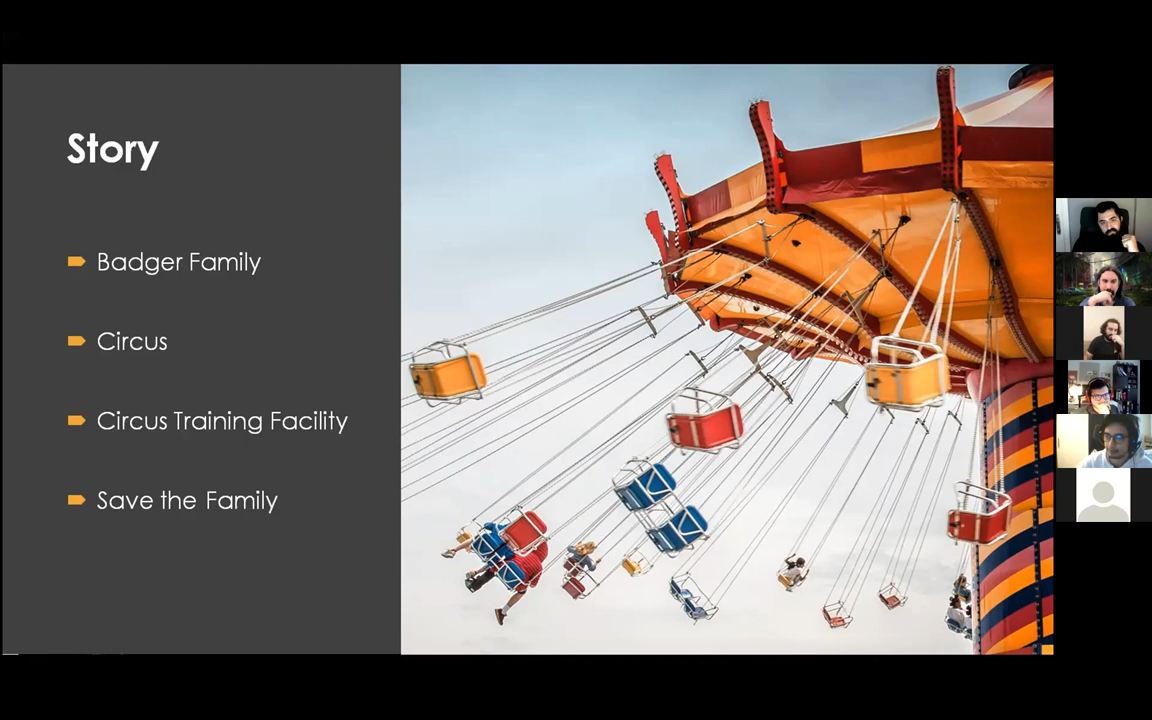 Story
Badger Family
Circus
Circus Training Facility
Save the Family